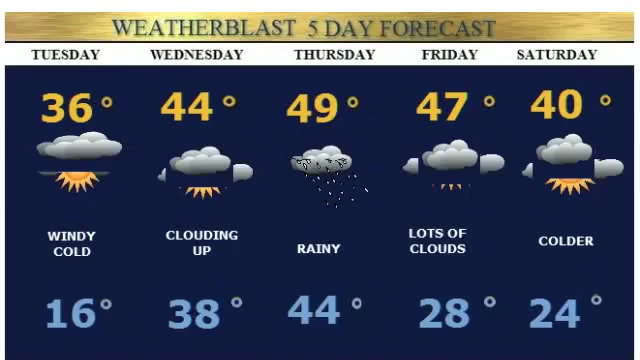 WEATHERBLAST 5 DAY FORECAST
TUESDAY WEDNESDAY THURSDAY FRIDAY SATURDAY
36° 44° 49° 47° 40°
WINDY COLD
CLOUDING UP
RAINY
LOTS OF CLOUDS
COLDER
16° 38° 44° 28° 24°